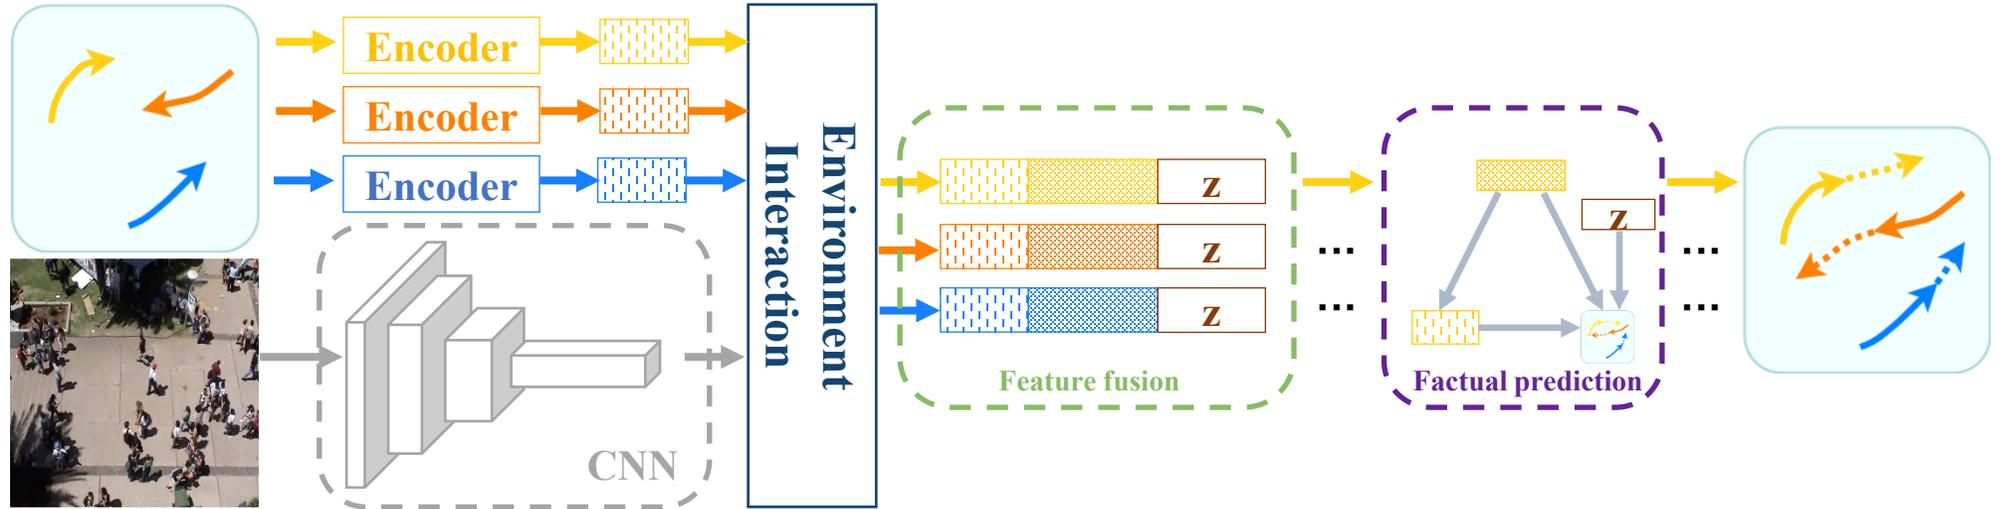 Encoder
Encoder
Encoder
CNN
Environment
Interaction
z
z
z
Feature fusion
...
...
z
Factual prediction
...
...